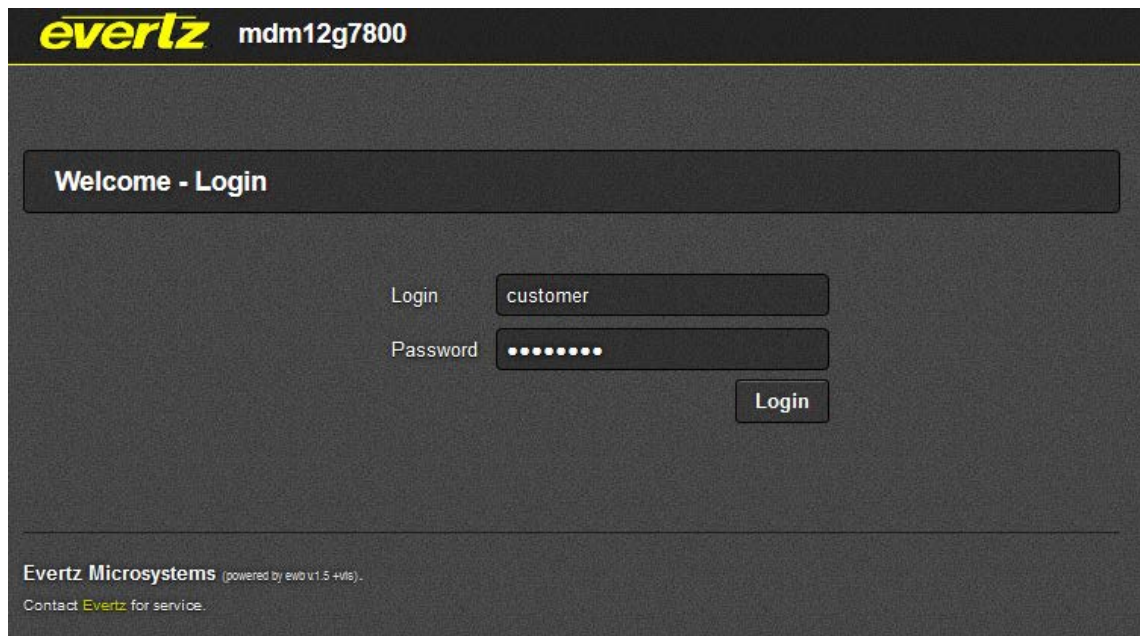 evertz mdm12g7800
Welcome - Login
Login customer
Password ●●●●●●●●
Login
Evertz Microsystems (powered by ewb v.1.5 +vls).
Contact Evertz for service.